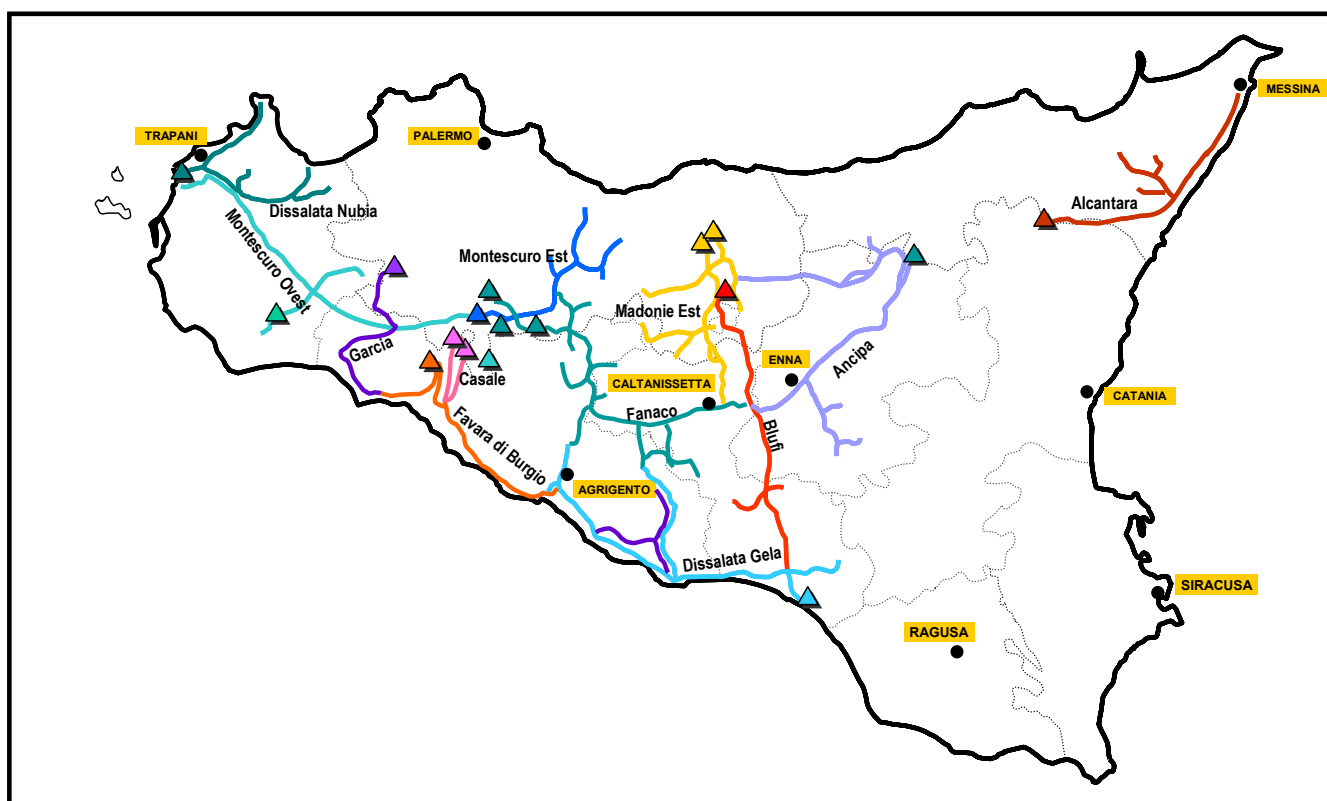 MESSINA
TRAPANI
PALERMO
Alcantara
Dissalata Nubia
Montescuro Ovest
Montescuro Est
Madonie Est
Garcia
Casale
ENNA
Ancipa
CALTANISSETTA
CATANIA
Fanaco
Favara di Burgio
Blufi
AGRIGENTO
Dissalata Gela
SIRACUSA
RAGUSA